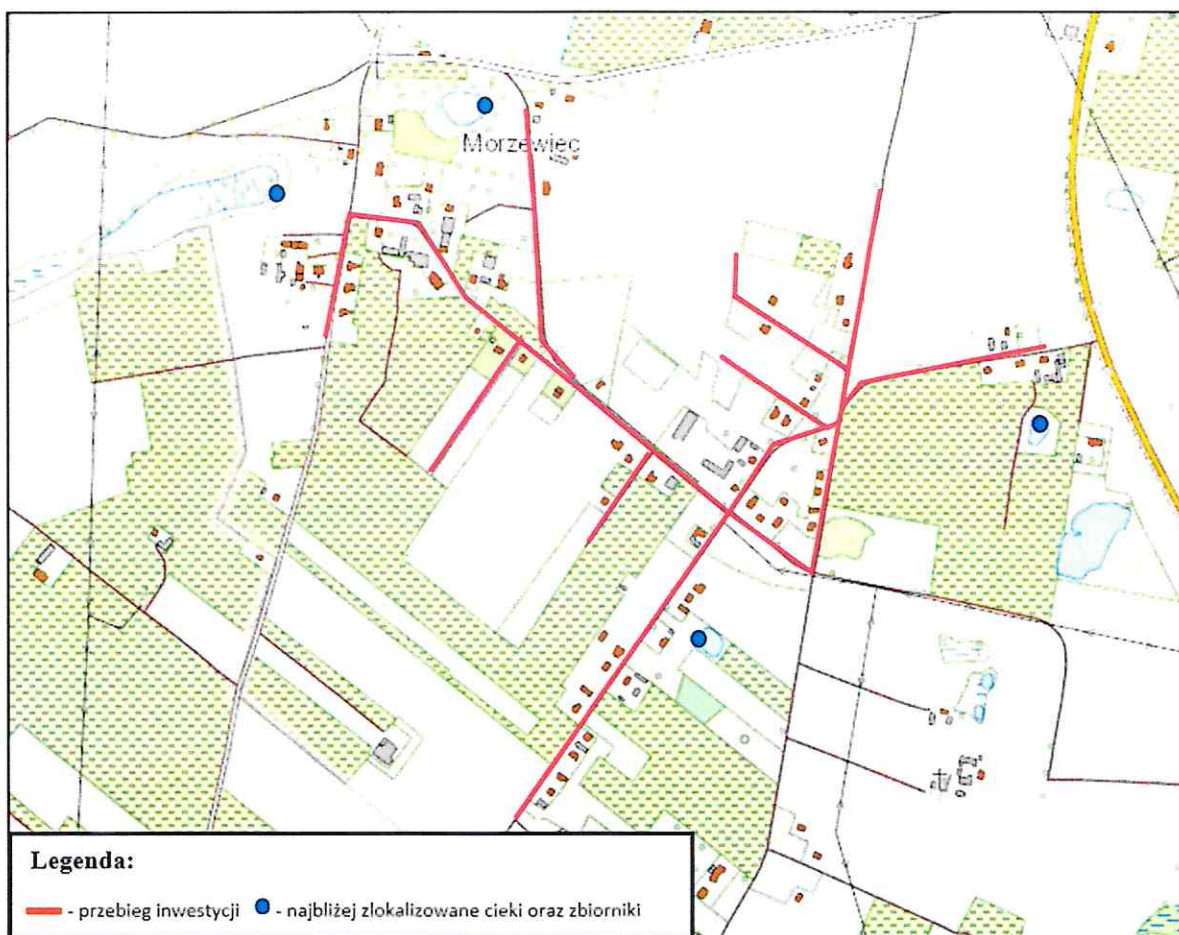 Morzewiec
Legenda:
- przebieg inwestycji - najbliżej zlokalizowane cieki oraz zbiorniki